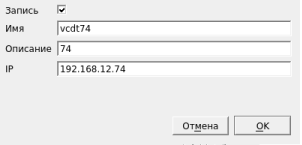 Запись
Имя vcdt74
Описание 74
IP 192.168.12.74
Отмена OK